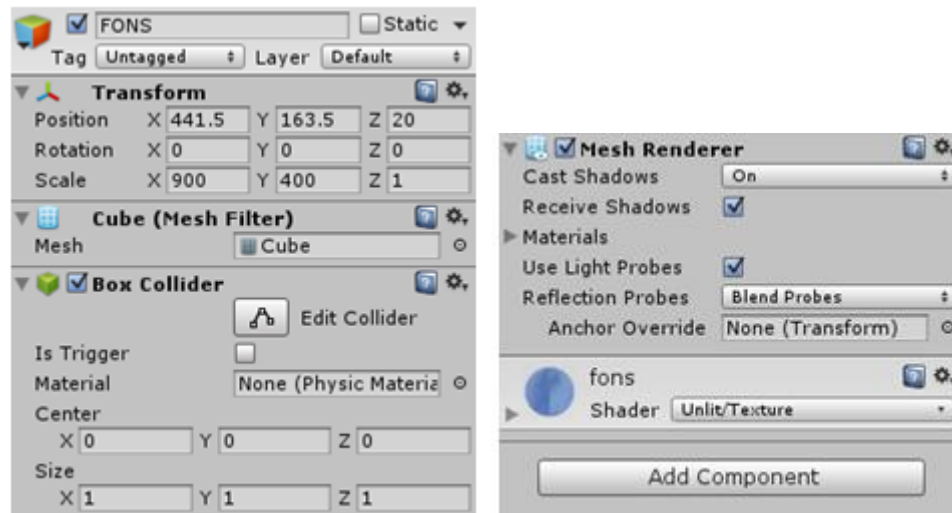 FONS Static
Tag Untagged Layer Default
Transform
Position X 441.5 Y 163.5 Z 20
Rotation X 0 Y 0 Z 0
Scale X 900 Y 400 Z 1
Cube (Mesh Filter)
Mesh Cube
Box Collider
Edit Collider
Is Trigger
Material None (Physic Materia
Center
X 0 Y 0 Z 0
Size
X 1 Y 1 Z 1
Mesh Renderer
Cast Shadows On
Receive Shadows
Materials
Use Light Probes
Reflection Probes Blend Probes
Anchor Override None (Transform)
fons
Shader Unlit/Texture
Add Component